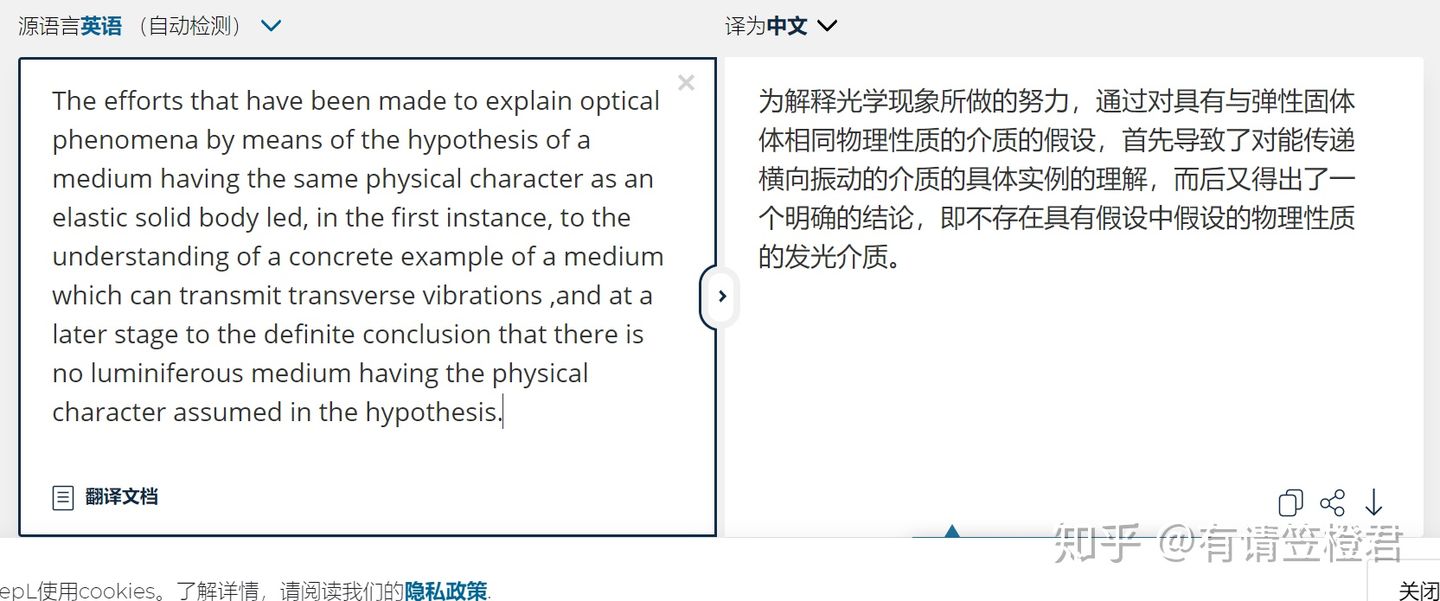 源语言英语 (自动检测)
译为中文
The efforts that have been made to explain optical
phenomena by means of the hypothesis of a
medium having the same physical character as an
elastic solid body led, in the first instance, to the
understanding of a concrete example of a medium
which can transmit transverse vibrations ,and at a
later stage to the definite conclusion that there is
no luminiferous medium having the physical
character assumed in the hypothesis.
翻译文档
为解释光学现象所做的努力，通过对具有与弹性固体
体相同物理性质的介质的假设，首先导致了对能传递
横向振动的介质的具体实例的理解，而后又得出了一
个明确的结论，即不存在具有假设中假设的物理性质
的发光介质。
知乎 @有请笠橙君
epL使用cookies。了解详情，请阅读我们的隐私政策.
关闭